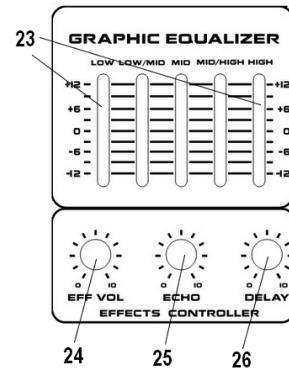 23
GRAPHIC EQUALIZER
LOW LOW/MID MID MID/HIGH HIGH
+12 +12
+6 +6
0 0
-6 -6
-12 -12
0 10 0 10 0 10
EFF VOL ECHO DELAY
EFFECTS CONTROLLER
24 25 26